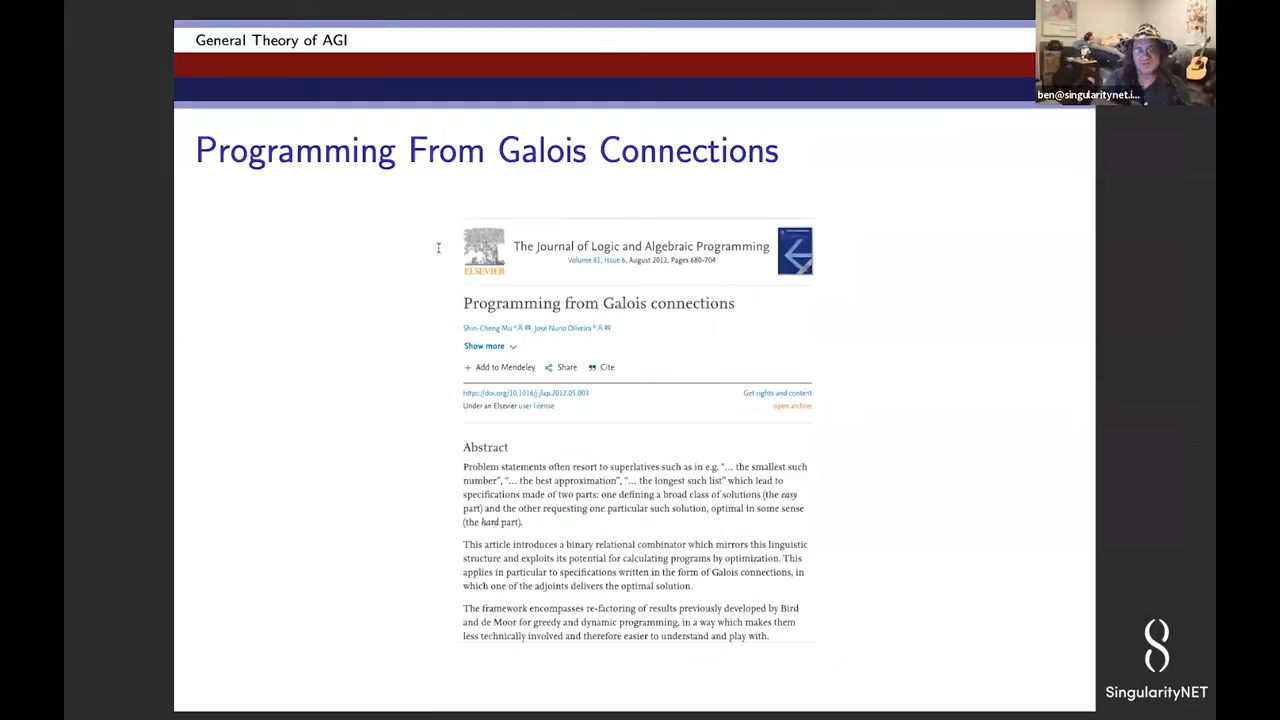 General Theory of AGI
ben@singularitynet.i...
Programming From Galois Connections
ELSEVIER
The Journal of Logic and Algebraic Programming
Volume 81, Issue 6, August 2012, Pages 680-704
Programming from Galois connections
Shin-Cheng Mu a, José Nuno Oliveira b
Show more
+ Add to Mendeley Share Cite
https://doi.org/10.1016/j.jlap.2012.05.003 Get rights and content
Under an Elsevier user license open archive
Abstract
Problem statements often resort to superlatives such as in e.g. “... the smallest such
number”, “... the best approximation”, “... the longest such list” which lead to
specifications made of two parts: one defining a broad class of solutions (the easy
part) and the other requesting one particular such solution, optimal in some sense
(the hard part).
This article introduces a binary relational combinator which mirrors this linguistic
structure and exploits its potential for calculating programs by optimization. This
applies in particular to specifications written in the form of Galois connections, in
which one of the adjoints delivers the optimal solution.
The framework encompasses re-factoring of results previously developed by Bird
and de Moor for greedy and dynamic programming, in a way which makes them
less technically involved and therefore easier to understand and play with.
SingularityNET